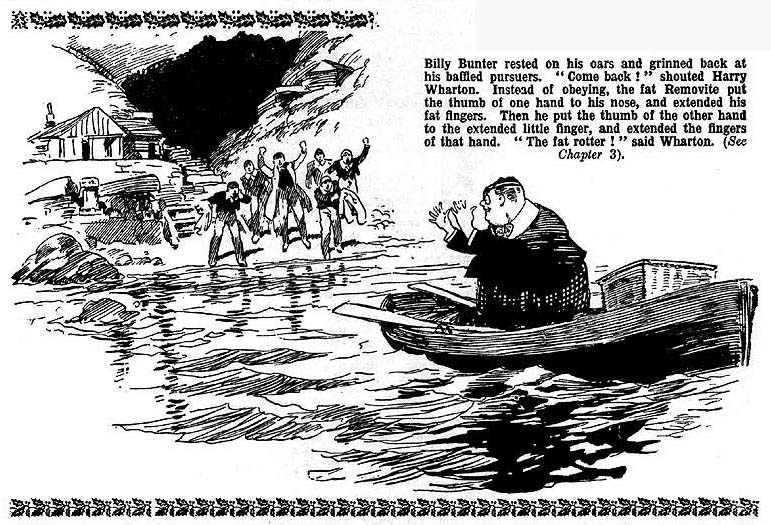 Billy Bunter rested on his oars and grinned back at
his baffled pursuers. “ Come back ! ” shouted Harry
Wharton. Instead of obeying, the fat Removite put
the thumb of one hand to his nose, and extended his
fat fingers. Then he put the thumb of the other hand
to the extended little finger, and extended the fingers
of that hand. “ The fat rotter ! ” said Wharton. (See
Chapter 3).